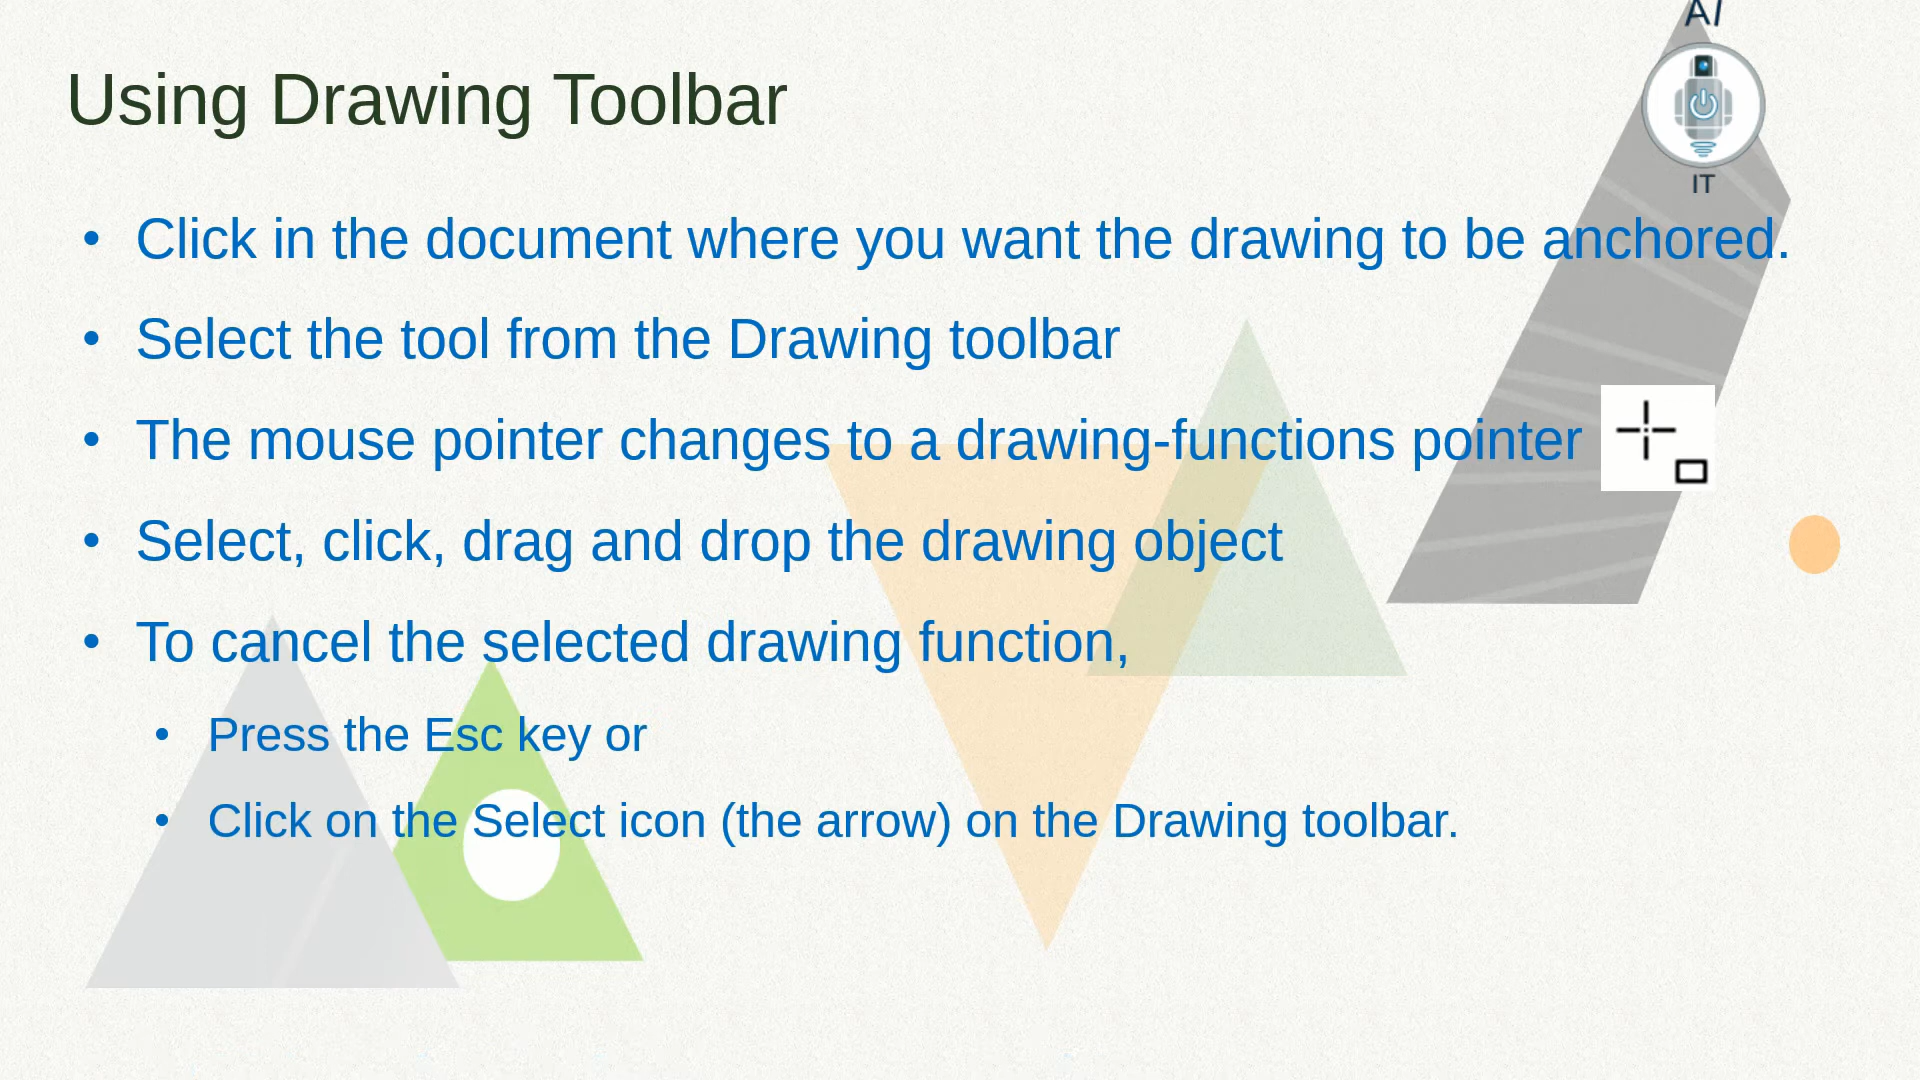 AI
IT
Using Drawing Toolbar
• Click in the document where you want the drawing to be anchored.
• Select the tool from the Drawing toolbar
• The mouse pointer changes to a drawing-functions pointer
• Select, click, drag and drop the drawing object
• To cancel the selected drawing function,
• Press the Esc key or
• Click on the Select icon (the arrow) on the Drawing toolbar.